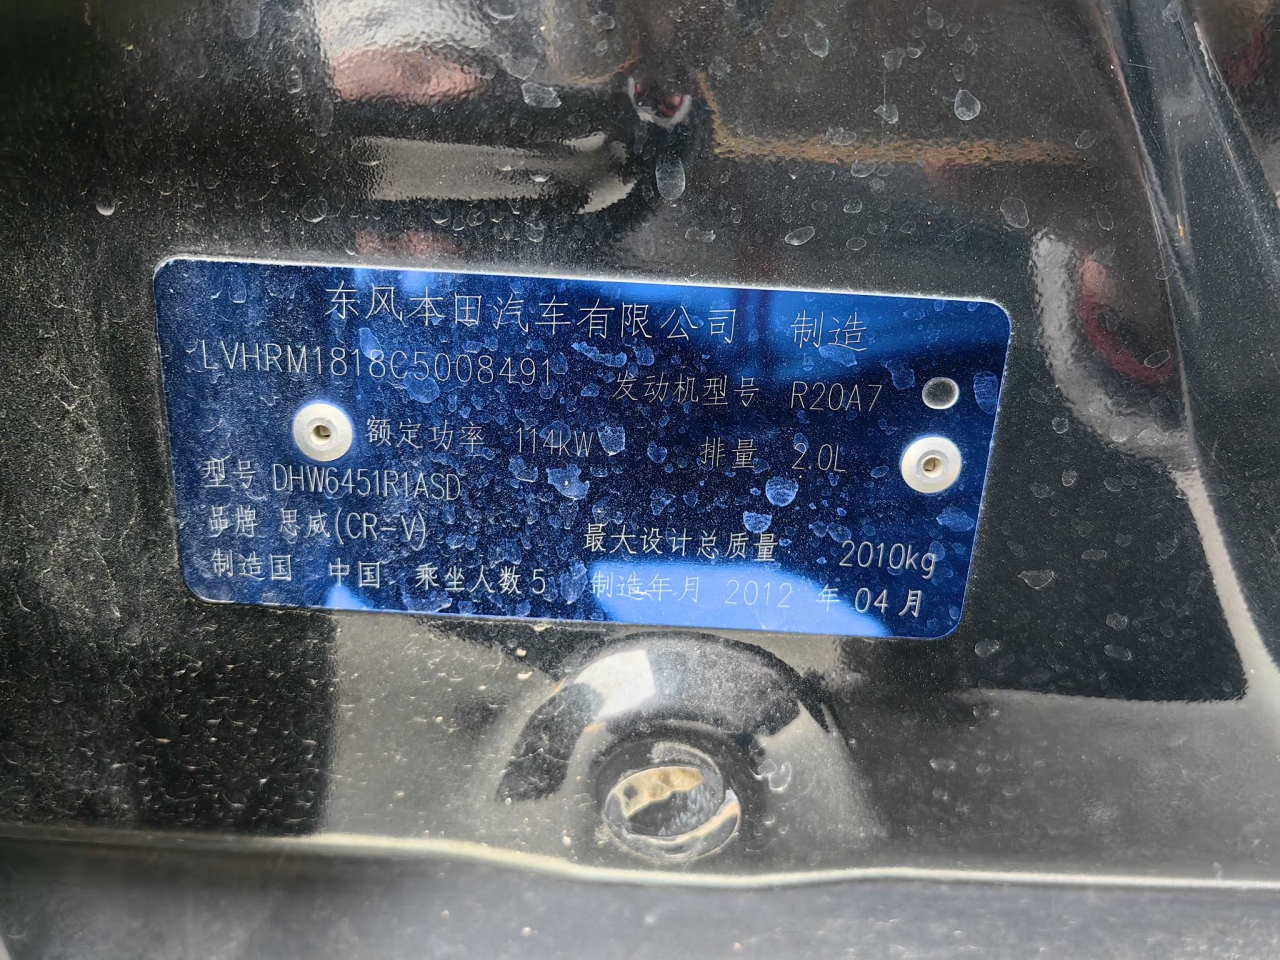 东风本田汽车有限公司 制造
LVHRM1818C5008491 发动机型号 R20A7
额定功率 114kW 排量 2.0L
型号 DHW6451R1ASD
品牌 思威(CR-V) 最大设计总质量 2010kg
制造国 中国 乘坐人数 5 制造年月 2012 年 04 月